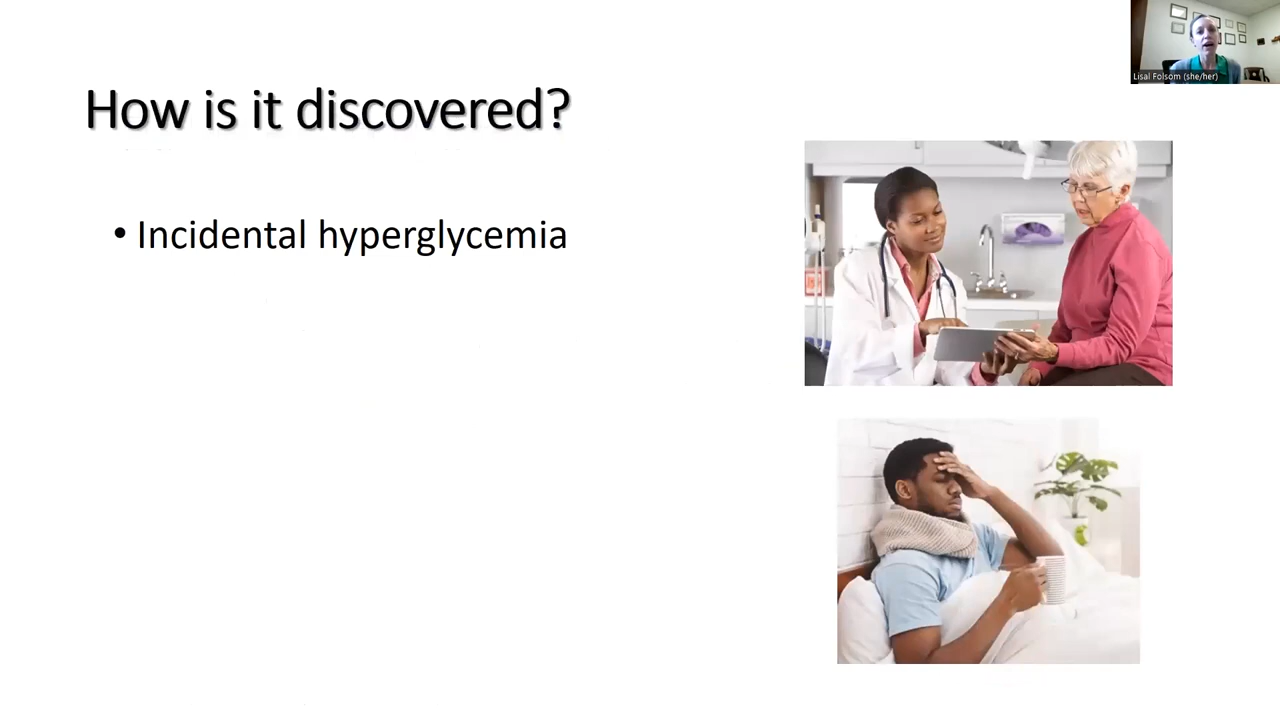 Lisal Folsom (she/her)
How is it discovered?
• Incidental hyperglycemia